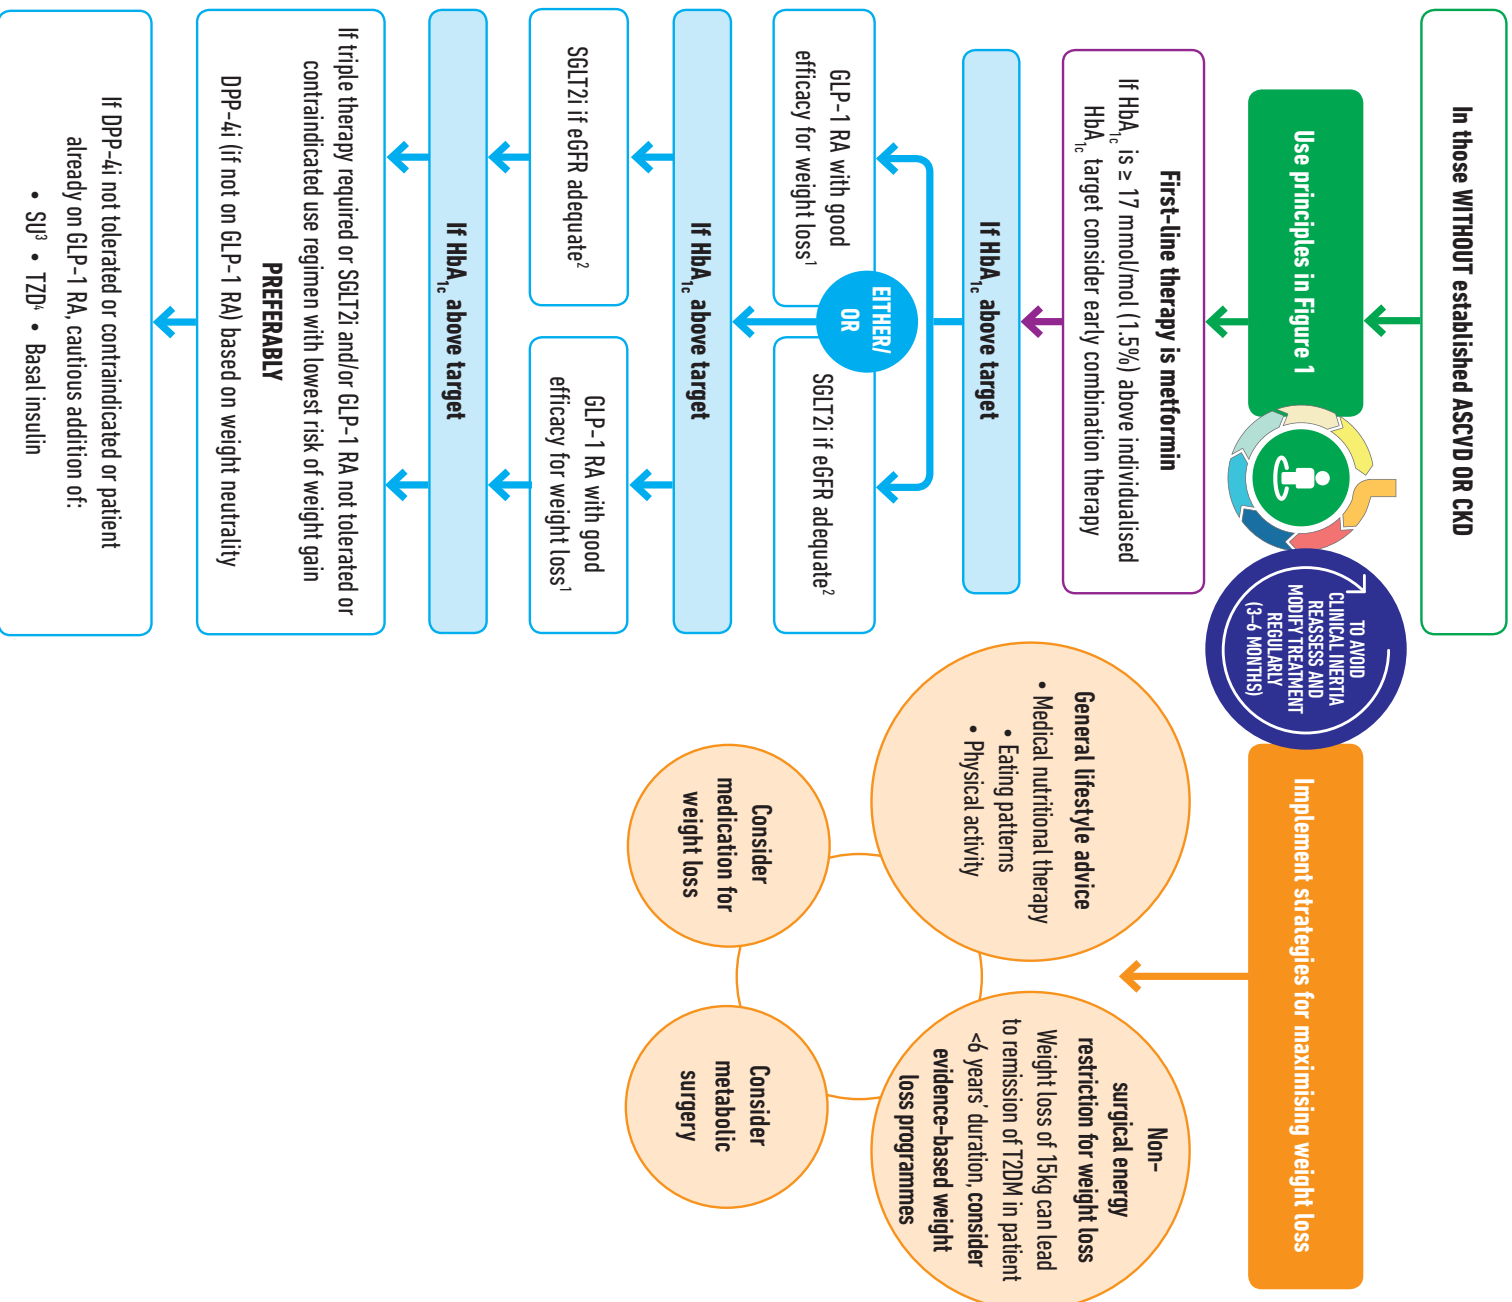 In those WITHOUT established ASCVD OR CKD
Use principles in Figure 1
TO AVOID
CLINICAL INERTIA
REASSESS AND
MODIFY TREATMENT
REGULARLY
(3–6 MONTHS)
Implement strategies for maximising weight loss
First-line therapy is metformin
If HbA1c is ≥ 17 mmol/mol (1.5%) above individualised
HbA1c target consider early combination therapy
If HbA1c above target
GLP-1 RA with good
efficacy for weight loss¹
EITHER/
OR
SGLT2i if eGFR adequate²
If HbA1c above target
SGLT2i if eGFR adequate²
GLP-1 RA with good
efficacy for weight loss¹
If HbA1c above target
If triple therapy required or SGLT2i and/or GLP-1 RA not tolerated or
contraindicated use regimen with lowest risk of weight gain
PREFERABLY
DPP-4i (if not on GLP-1 RA) based on weight neutrality
If DPP-4i not tolerated or contraindicated or patient
already on GLP-1 RA, cautious addition of:
• SU³ • TZD⁴ • Basal insulin
General lifestyle advice
• Medical nutritional therapy
• Eating patterns
• Physical activity
Non-
surgical energy
restriction for weight loss
Weight loss of 15kg can lead
to remission of T2DM in patient
<6 years' duration, consider
evidence-based weight
loss programmes
Consider
medication for
weight loss
Consider
metabolic
surgery